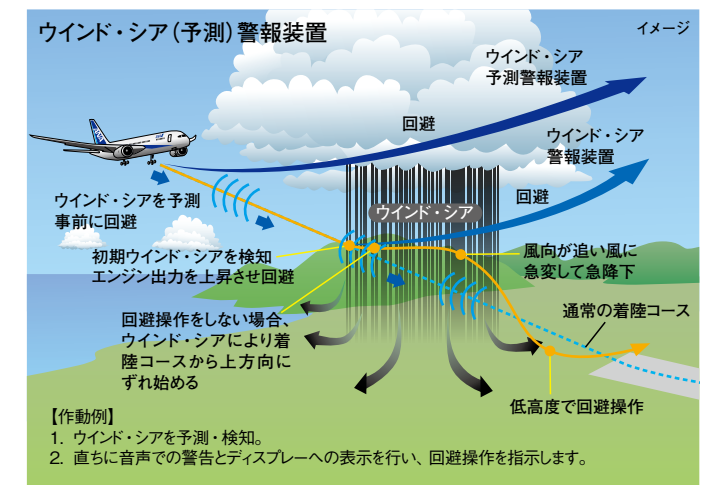 ウインド・シア（予測）警報装置
イメージ
ウインド・シア
予測警報装置
回避
ウインド・シア
警報装置
回避
ウインド・シアを予測
事前に回避
ウインド・シア
初期ウインド・シアを検知
エンジン出力を上昇させ回避
風向が追い風に
急変して急降下
回避操作をしない場合、
ウインド・シアにより着
陸コースから上方向に
ずれ始める
通常の着陸コース
低高度で回避操作
【作動例】
1. ウインド・シアを予測・検知。
2. 直ちに音声での警告とディスプレーへの表示を行い、回避操作を指示します。